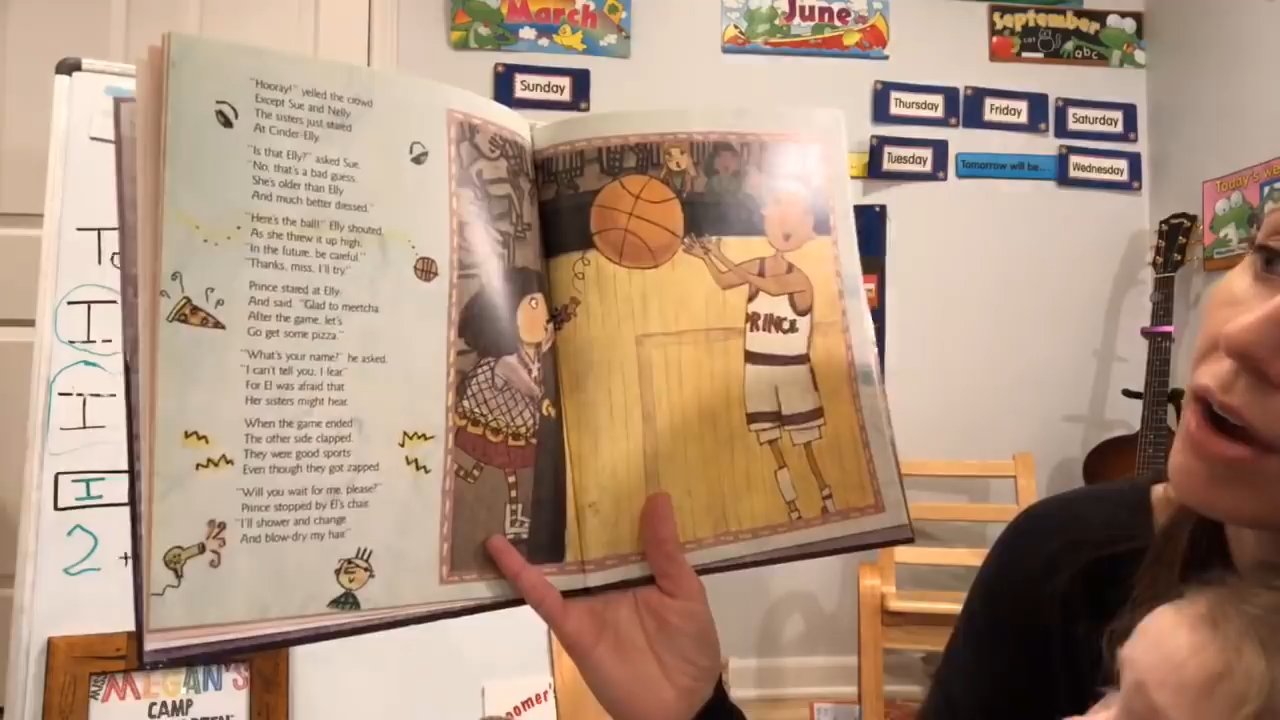 March
June
September
abc
Sunday
Thursday
Friday
Saturday
Tuesday
Tomorrow will be...
Wednesday
Today's we
"Hooray!" yelled the crowd
Except Sue and Nelly.
The sisters just stared
At Cinder-Elly.
"Is that Elly?" asked Sue.
"No, that's a bad guess.
She's older than Elly
And much better dressed."
"Here's the ball!" Elly shouted,
As she threw it up high.
"In the future, be careful."
"Thanks, miss. I'll try."
Prince stared at Elly
And said, "Glad to meetcha.
After the game, let's
Go get some pizza."
"What's your name?" he asked.
"I can't tell you, I fear."
For El was afraid that
Her sisters might hear.
When the game ended
The other side clapped.
They were good sports
Even though they got zapped.
"Will you wait for me, please?"
Prince stopped by El's chair.
"I'll shower and change
And blow-dry my hair."
PRINCE
2 +
MISS
MEGAN'S
CAMP
oomer's